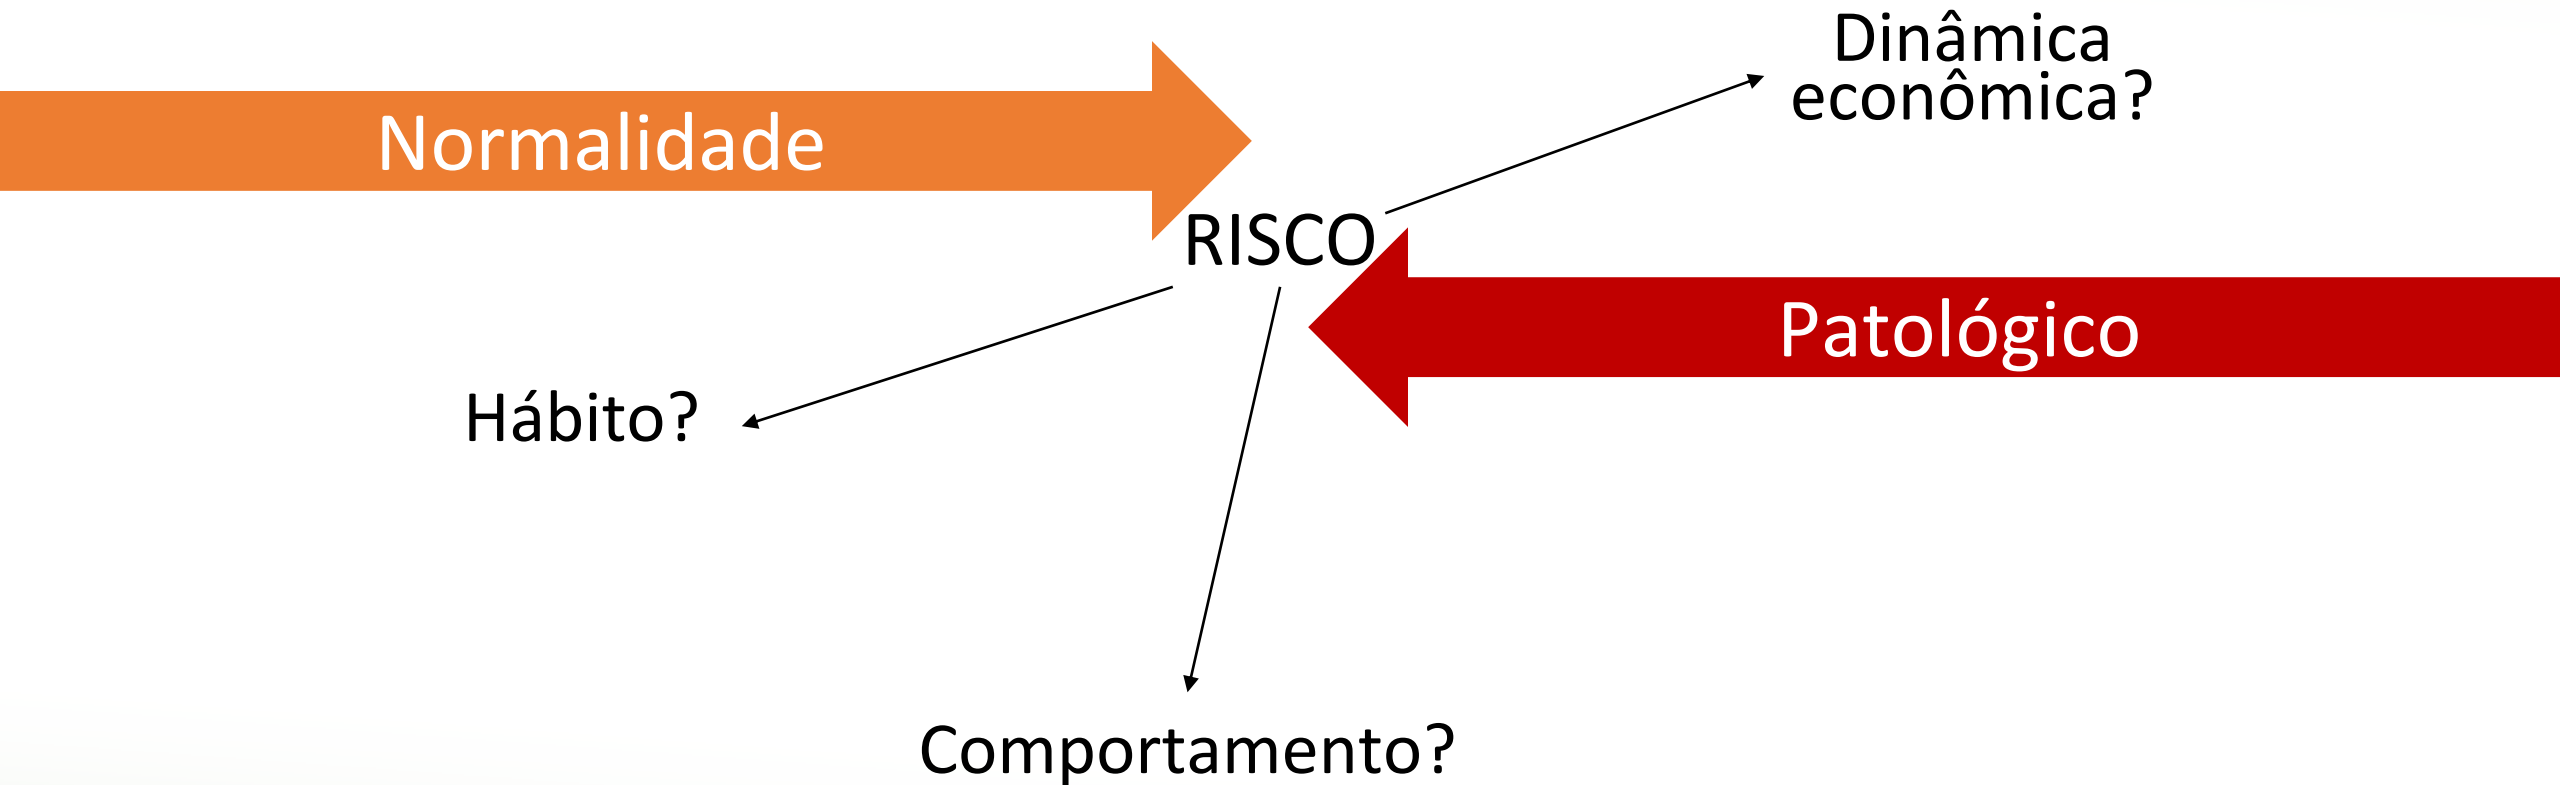 Dinâmica
econômica?
Normalidade
RISCO
Patológico
Hábito?
Comportamento?